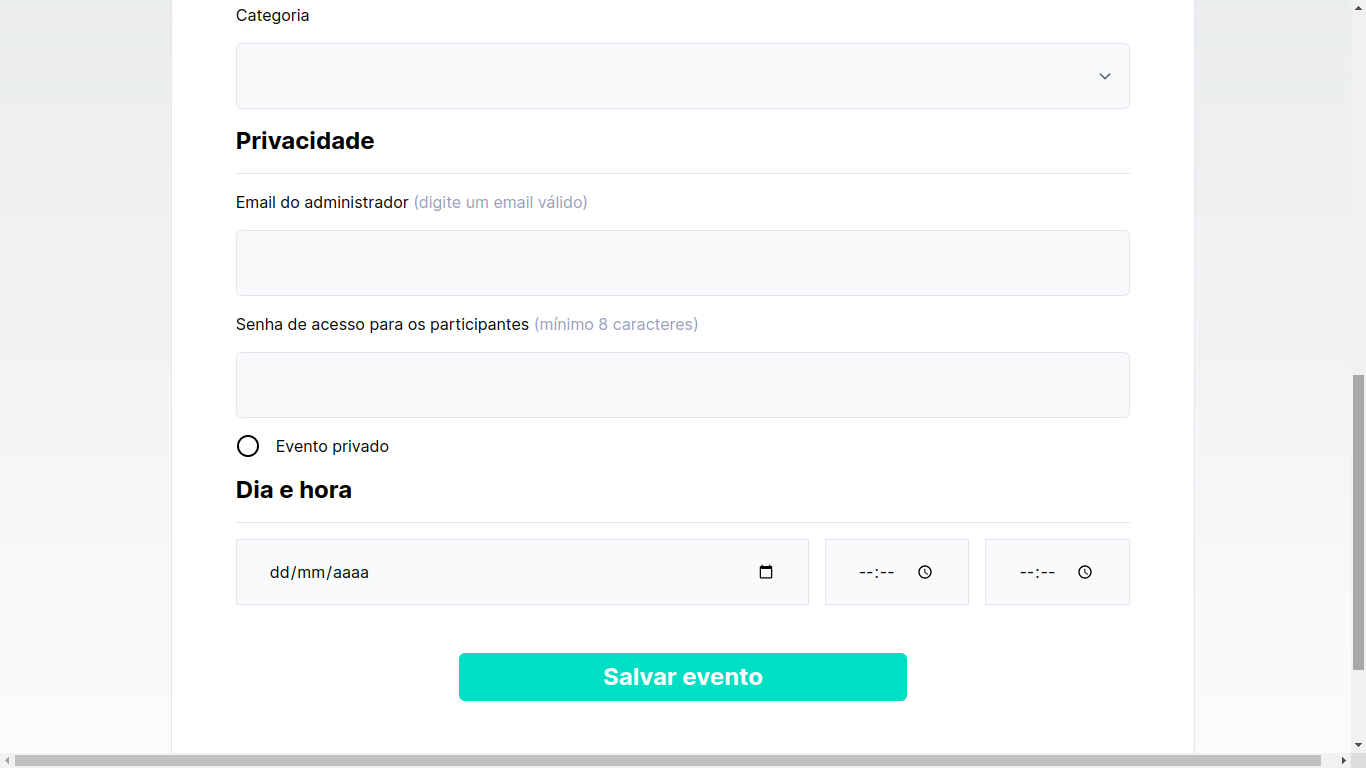 Categoria
Privacidade
Email do administrador (digite um email válido)
Senha de acesso para os participantes (mínimo 8 caracteres)
Evento privado
Dia e hora
dd/mm/aaaa --:-- --:--
Salvar evento